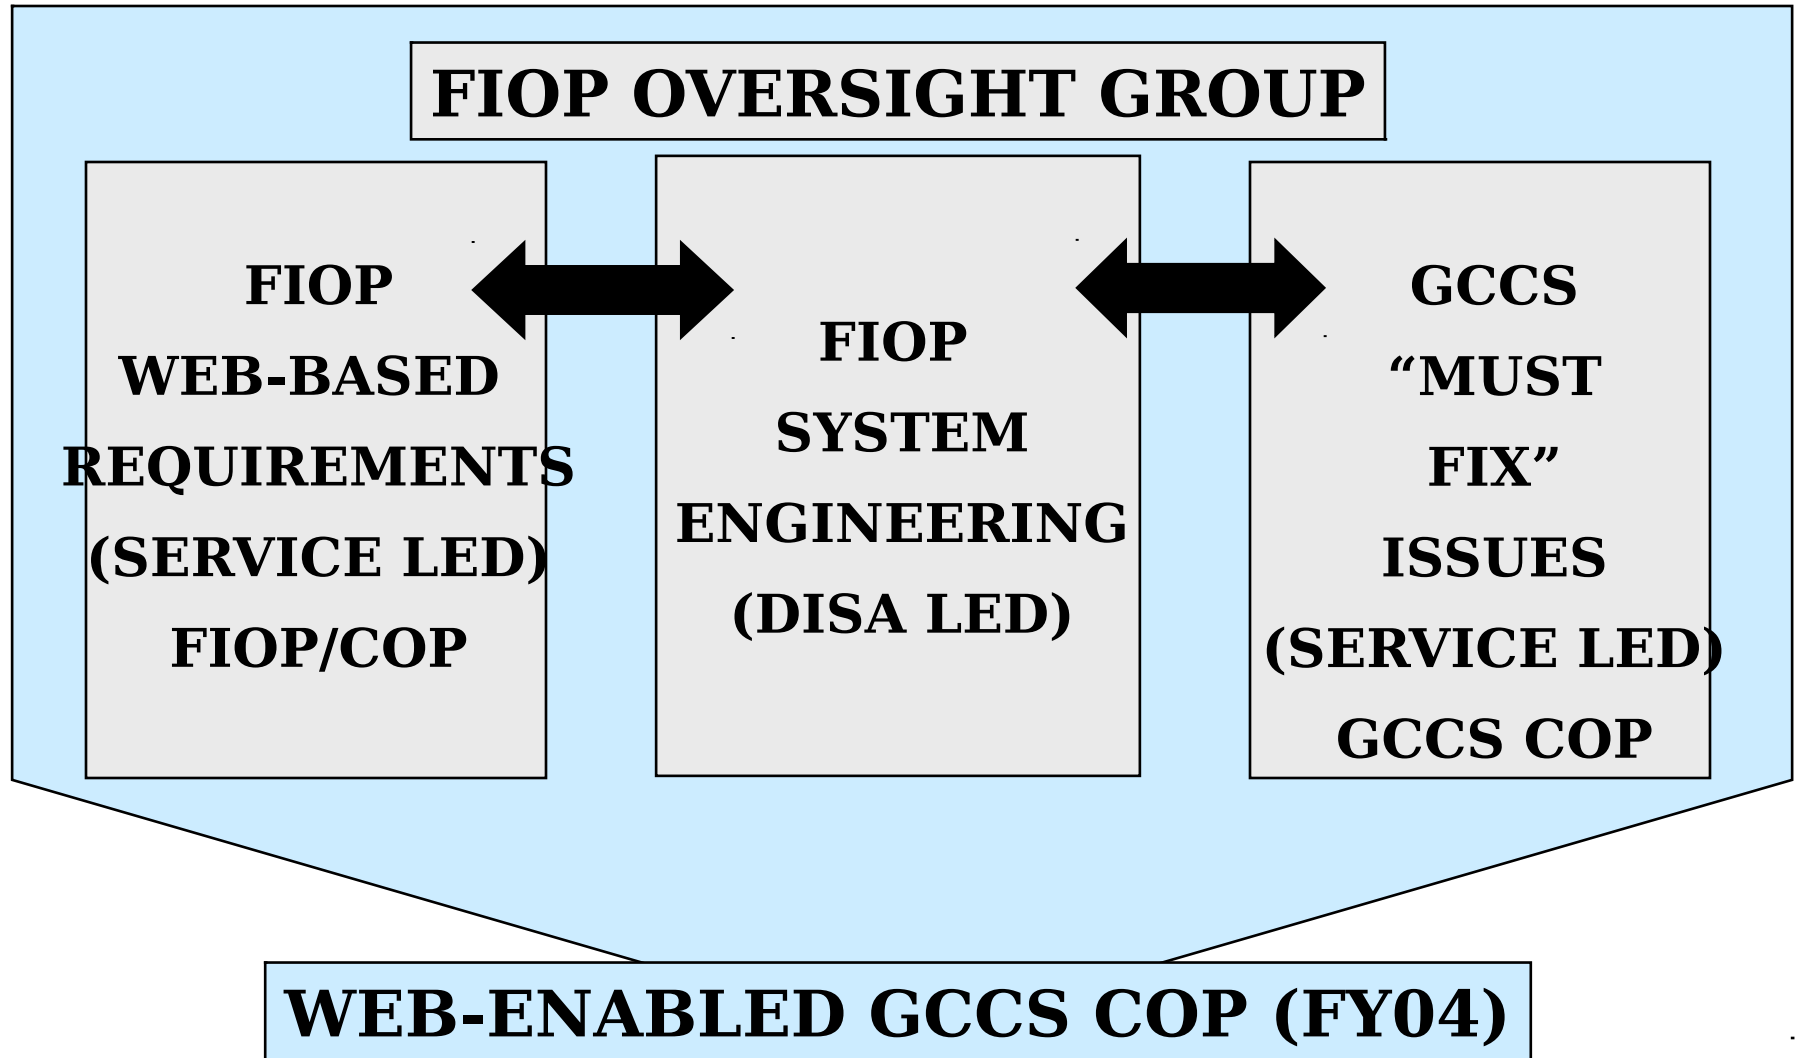 FIOP OVERSIGHT GROUP
FIOP
WEB-BASED
REQUIREMENTS
(SERVICE LED)
FIOP/COP
FIOP
SYSTEM
ENGINEERING
(DISA LED)
GCCS
“MUST
FIX”
ISSUES
(SERVICE LED)
GCCS COP
WEB-ENABLED GCCS COP (FY04)